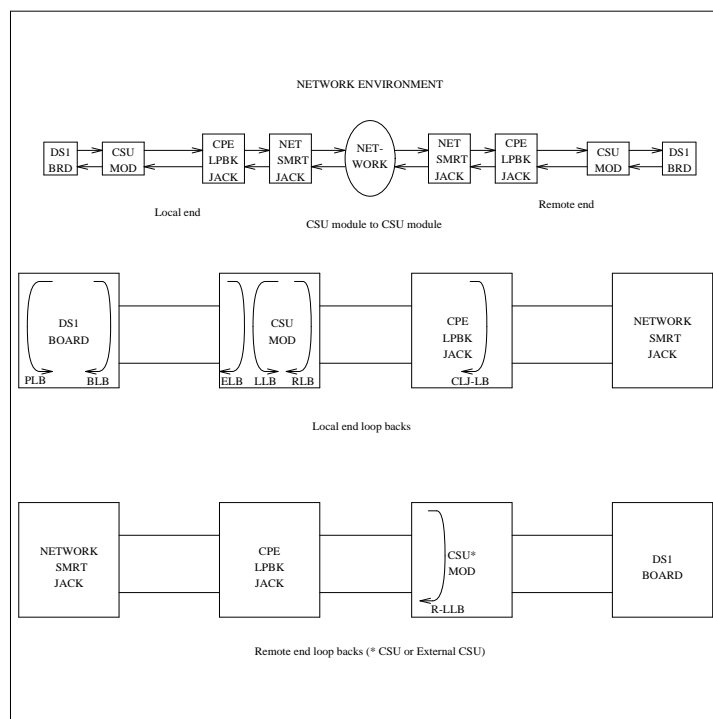 NETWORK ENVIRONMENT
DS1
BRD
CSU
MOD
CPE
LPBK
JACK
NET
SMRT
JACK
NET-
WORK
NET
SMRT
JACK
CPE
LPBK
JACK
CSU
MOD
DS1
BRD
Local end
Remote end
CSU module to CSU module
DS1
BOARD
PLB
BLB
CSU
MOD
ELB
LLB
RLB
CPE
LPBK
JACK
CLJ-LB
NETWORK
SMRT
JACK
Local end loop backs
NETWORK
SMRT
JACK
CPE
LPBK
JACK
CSU*
MOD
R-LLB
DS1
BOARD
Remote end loop backs (* CSU or External CSU)